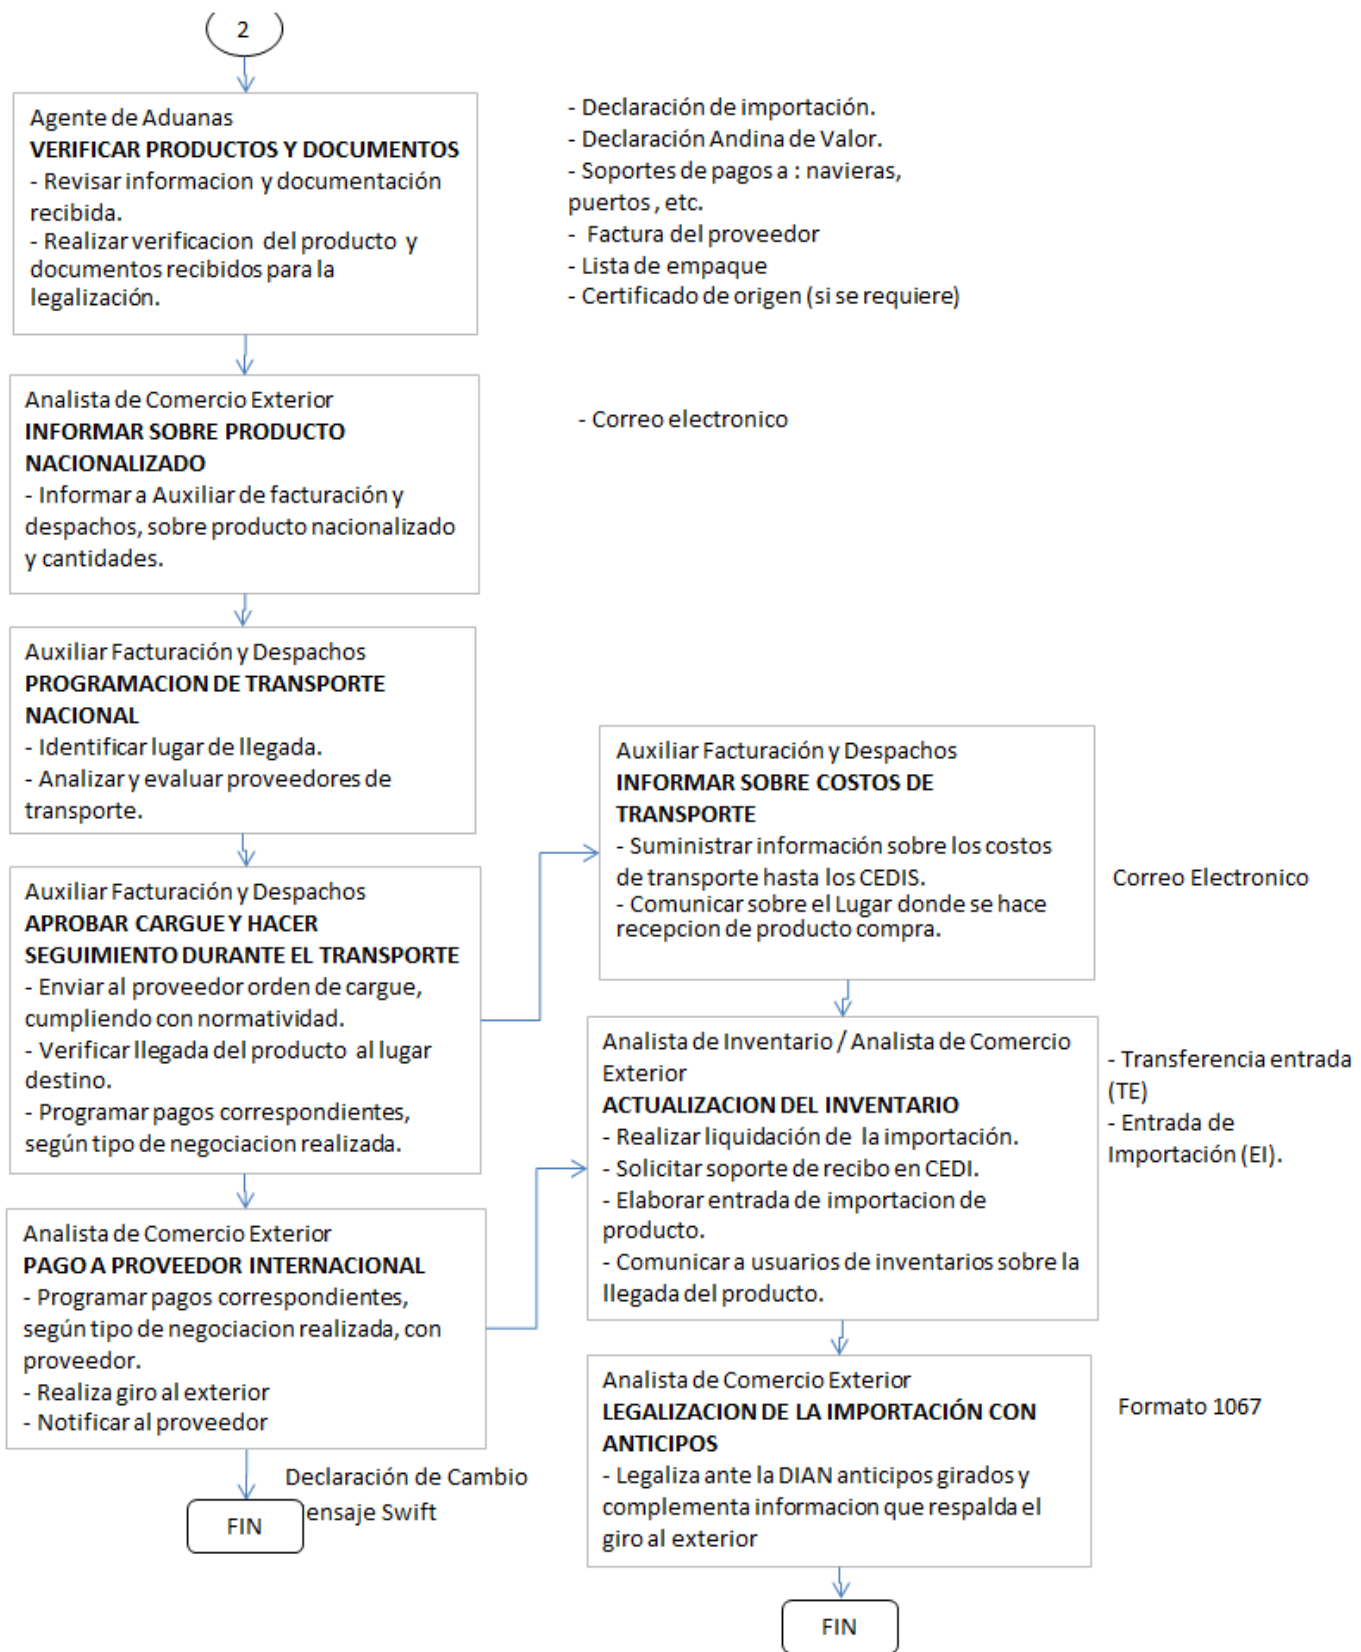 2
Agente de Aduanas
VERIFICAR PRODUCTOS Y DOCUMENTOS
- Revisar informacion y documentación
recibida.
- Realizar verificacion del producto y
documentos recibidos para la
legalización.
- Declaración de importación.
- Declaración Andina de Valor.
- Soportes de pagos a : navieras,
puertos , etc.
- Factura del proveedor
- Lista de empaque
- Certificado de origen (si se requiere)
Analista de Comercio Exterior
INFORMAR SOBRE PRODUCTO
NACIONALIZADO
- Informar a Auxiliar de facturación y
despachos, sobre producto nacionalizado
y cantidades.
- Correo electronico
Auxiliar Facturación y Despachos
PROGRAMACION DE TRANSPORTE
NACIONAL
- Identificar lugar de llegada.
- Analizar y evaluar proveedores de
transporte.
Auxiliar Facturación y Despachos
APROBAR CARGUE Y HACER
SEGUIMIENTO DURANTE EL TRANSPORTE
- Enviar al proveedor orden de cargue,
cumpliendo con normatividad.
- Verificar llegada del producto al lugar
destino.
- Programar pagos correspondientes,
según tipo de negociacion realizada.
Auxiliar Facturación y Despachos
INFORMAR SOBRE COSTOS DE
TRANSPORTE
- Suministrar información sobre los costos
de transporte hasta los CEDIS.
- Comunicar sobre el Lugar donde se hace
recepcion de producto compra.
Correo Electronico
Analista de Inventario / Analista de Comercio
Exterior
ACTUALIZACION DEL INVENTARIO
- Realizar liquidación de la importación.
- Solicitar soporte de recibo en CEDI.
- Elaborar entrada de importacion de
producto.
- Comunicar a usuarios de inventarios sobre la
llegada del producto.
- Transferencia entrada
(TE)
- Entrada de
Importación (EI).
Analista de Comercio Exterior
PAGO A PROVEEDOR INTERNACIONAL
- Programar pagos correspondientes,
según tipo de negociacion realizada, con
proveedor.
- Realiza giro al exterior
- Notificar al proveedor
Declaración de Cambio
ensaje Swift
FIN
Analista de Comercio Exterior
LEGALIZACION DE LA IMPORTACIÓN CON
ANTICIPOS
- Legaliza ante la DIAN anticipos girados y
complementa informacion que respalda el
giro al exterior
Formato 1067
FIN